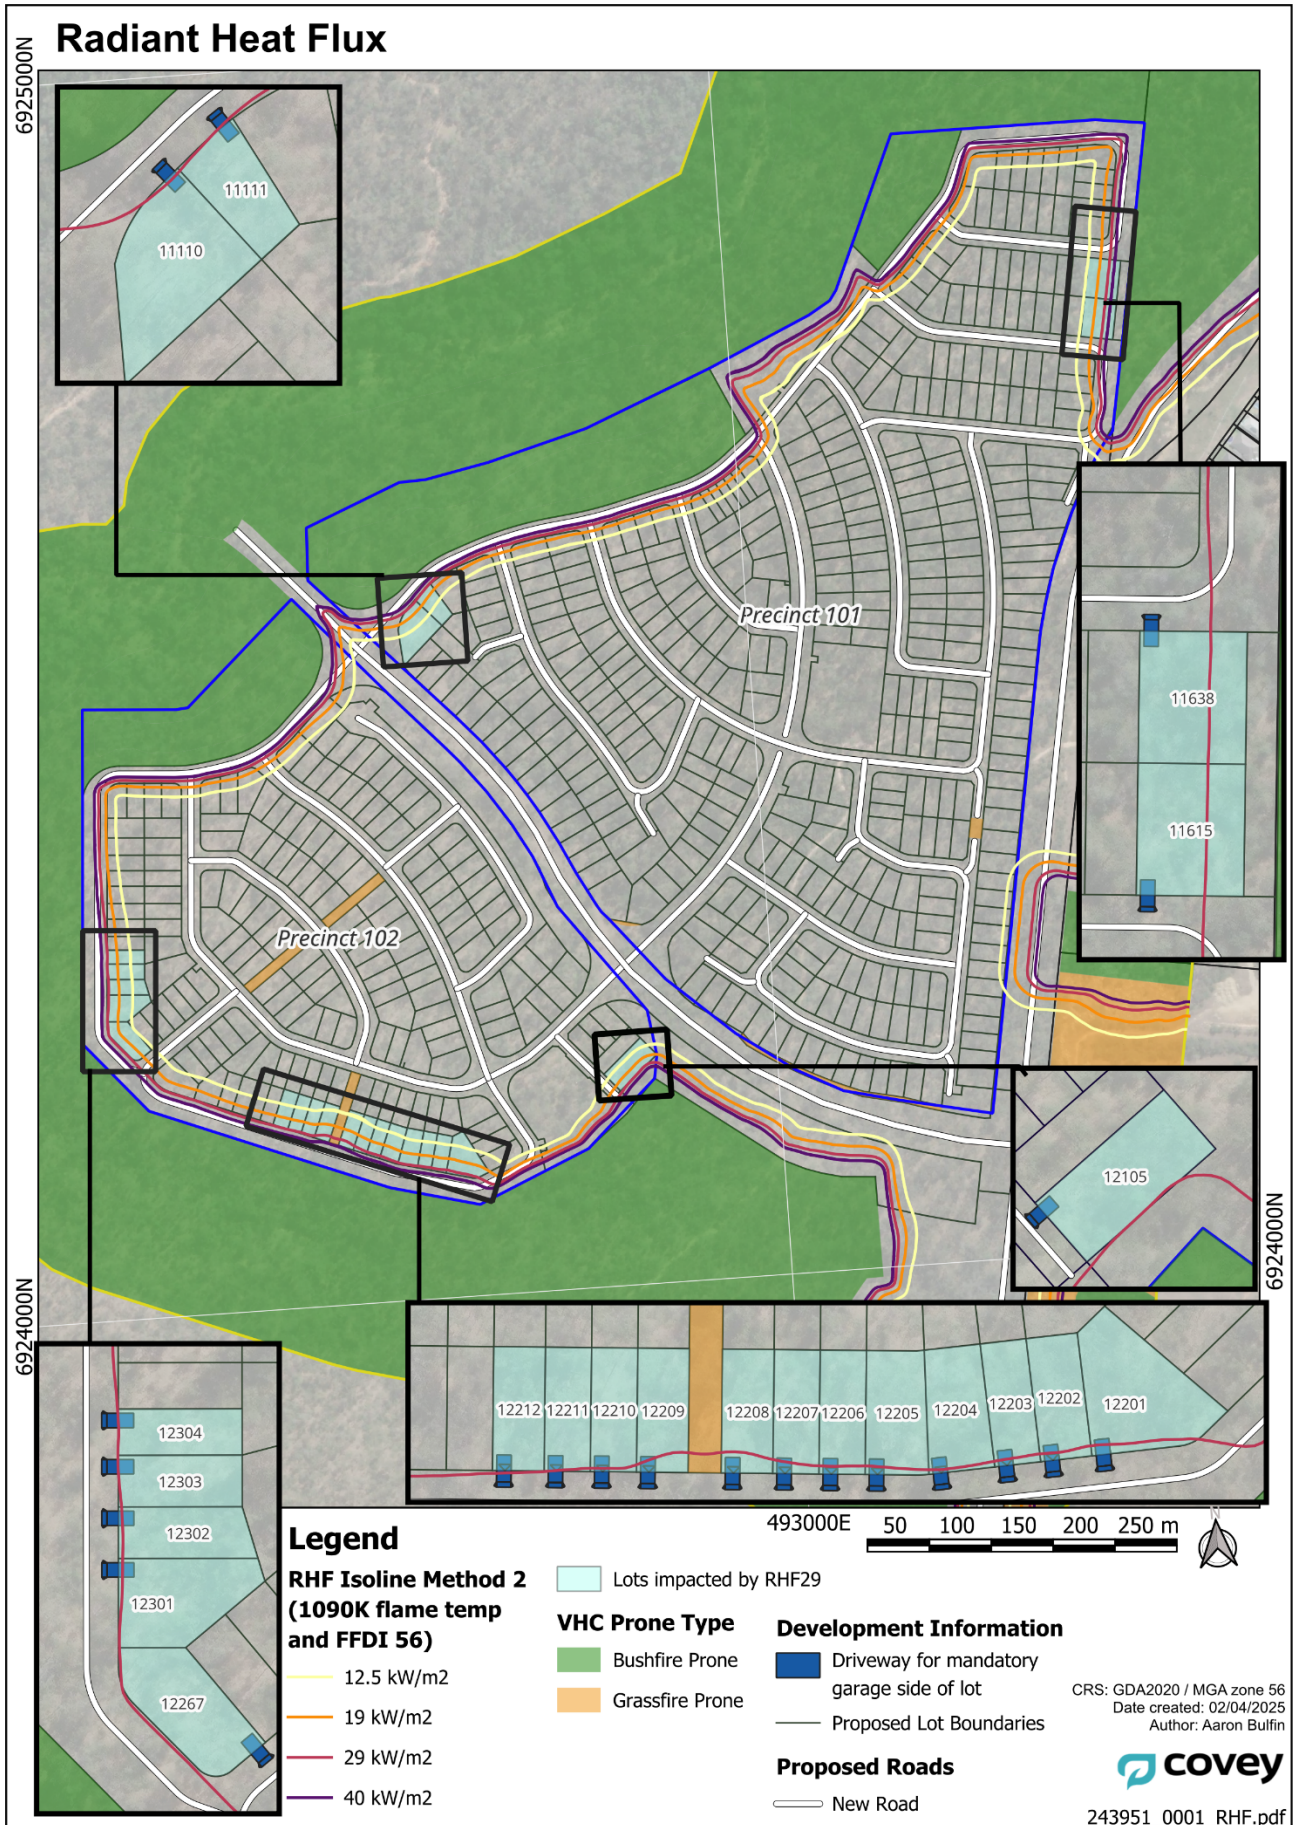 Radiant Heat Flux
6925000N
11111
11110
Precinct 101
11638
11615
Precinct 102
12105
6924000N
6924000N
12212 12211 12210 12209 12208 12207 12206 12205 12204 12203 12202 12201
12304
12303
12302
12301
12267
493000E
50 100 150 200 250 m
N
Legend
RHF Isoline Method 2
(1090K flame temp
and FFDI 56)
12.5 kW/m2
19 kW/m2
29 kW/m2
40 kW/m2
Lots impacted by RHF29
VHC Prone Type
Bushfire Prone
Grassfire Prone
Development Information
Driveway for mandatory
garage side of lot
Proposed Lot Boundaries
Proposed Roads
New Road
CRS: GDA2020 / MGA zone 56
Date created: 02/04/2025
Author: Aaron Bulfin
covey
243951_0001_RHF.pdf